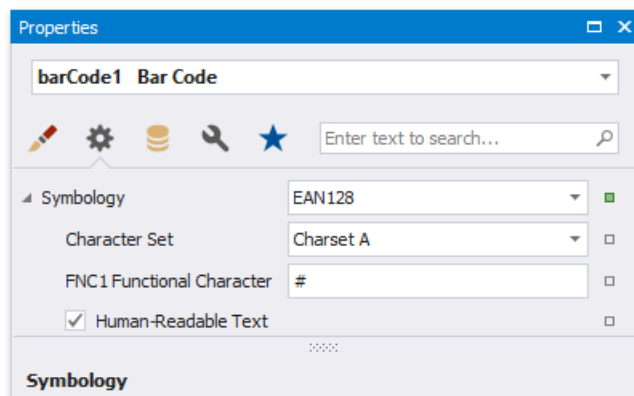 Properties
barCode1 Bar Code
Enter text to search...
Symbology EAN128
Character Set Charset A
FNC1 Functional Character #
Human-Readable Text
Symbology